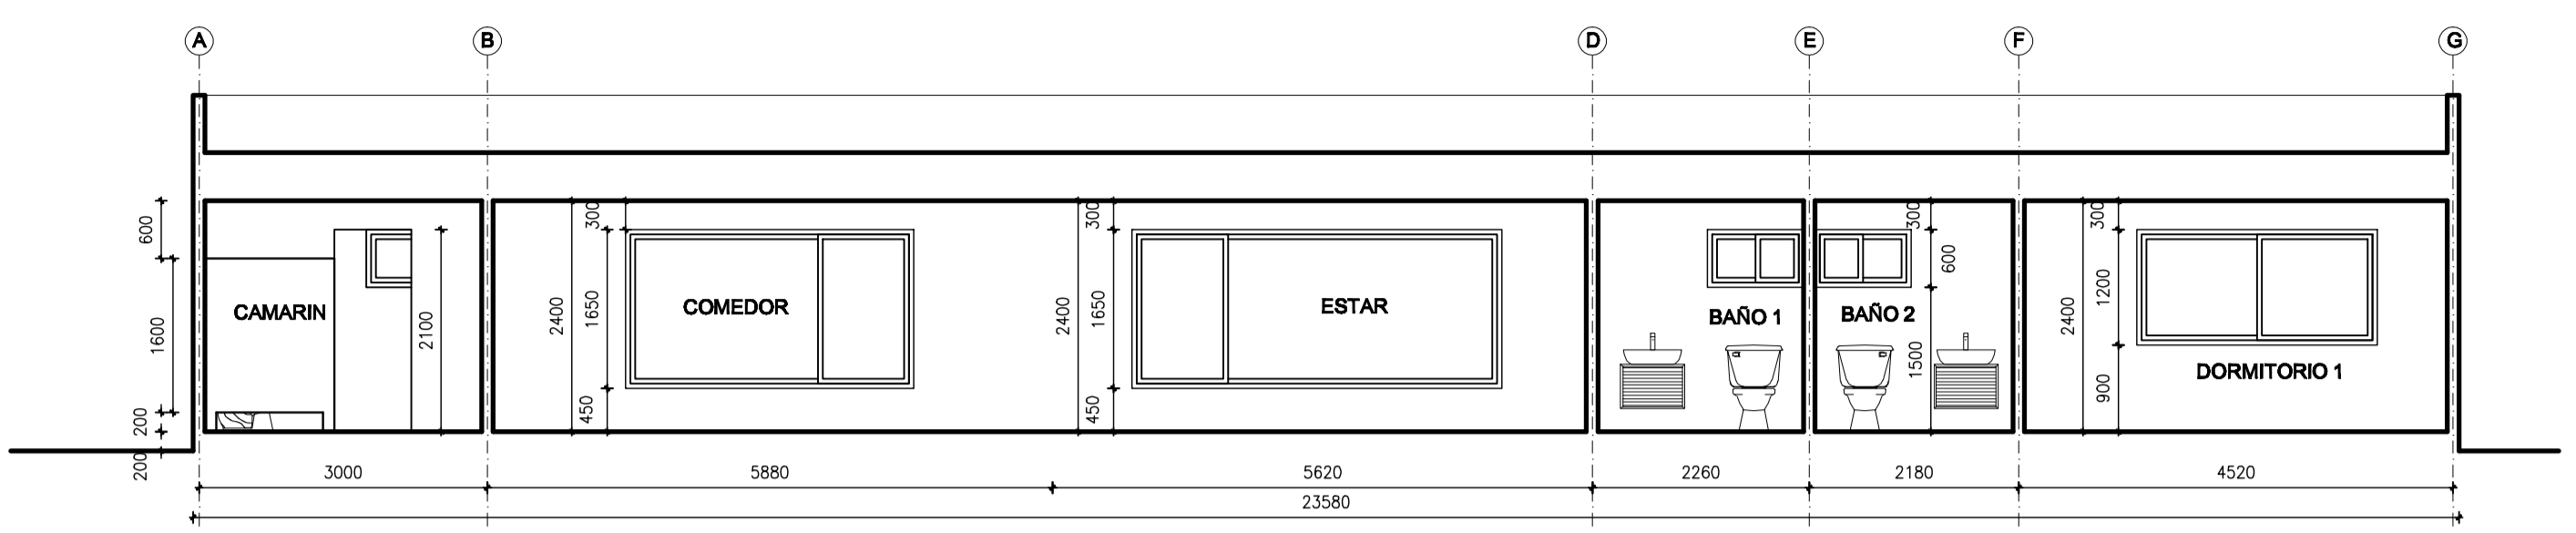 A B D E F G
600 1600 200 200
CAMARIN
2100
2400 300 1650 450
COMEDOR
2400 300 1650 450
ESTAR
BAÑO 1
BAÑO 2
300 600 1500
2400 300 1200 900
DORMITORIO 1
3000 5880 5620 2260 2180 4520
23580